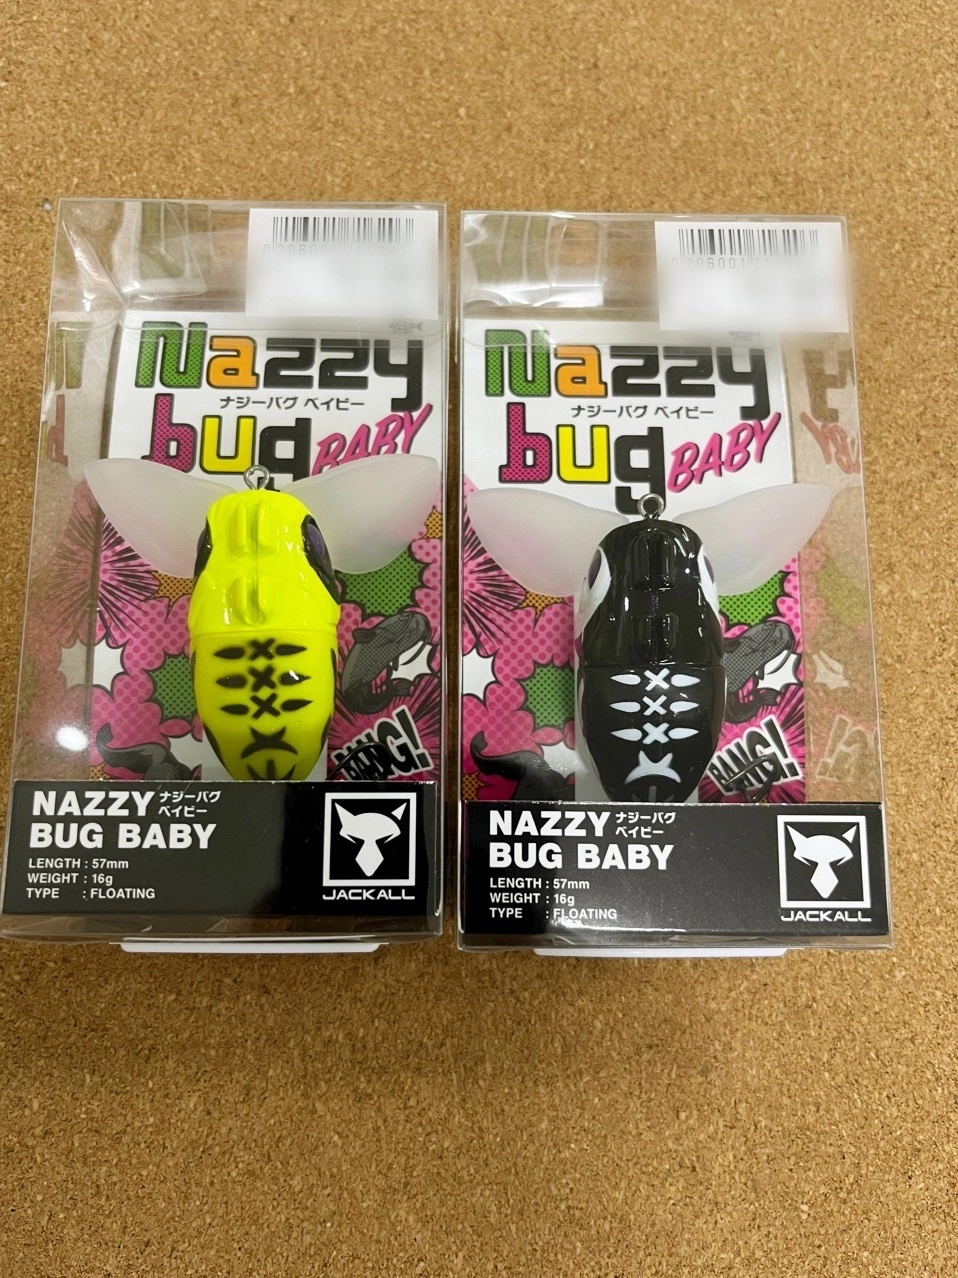 Nazzy
ナジーバグ ベイビー
bug BABY
BANG!
NAZZY ナジーバグ
ベイビー
BUG BABY
LENGTH : 57mm
WEIGHT : 16g
TYPE : FLOATING
JACKALL
Nazzy
ナジーバグ ベイビー
bug BABY
BANG!
NAZZY ナジーバグ
ベイビー
BUG BABY
LENGTH : 57mm
WEIGHT : 16g
TYPE : FLOATING
JACKALL